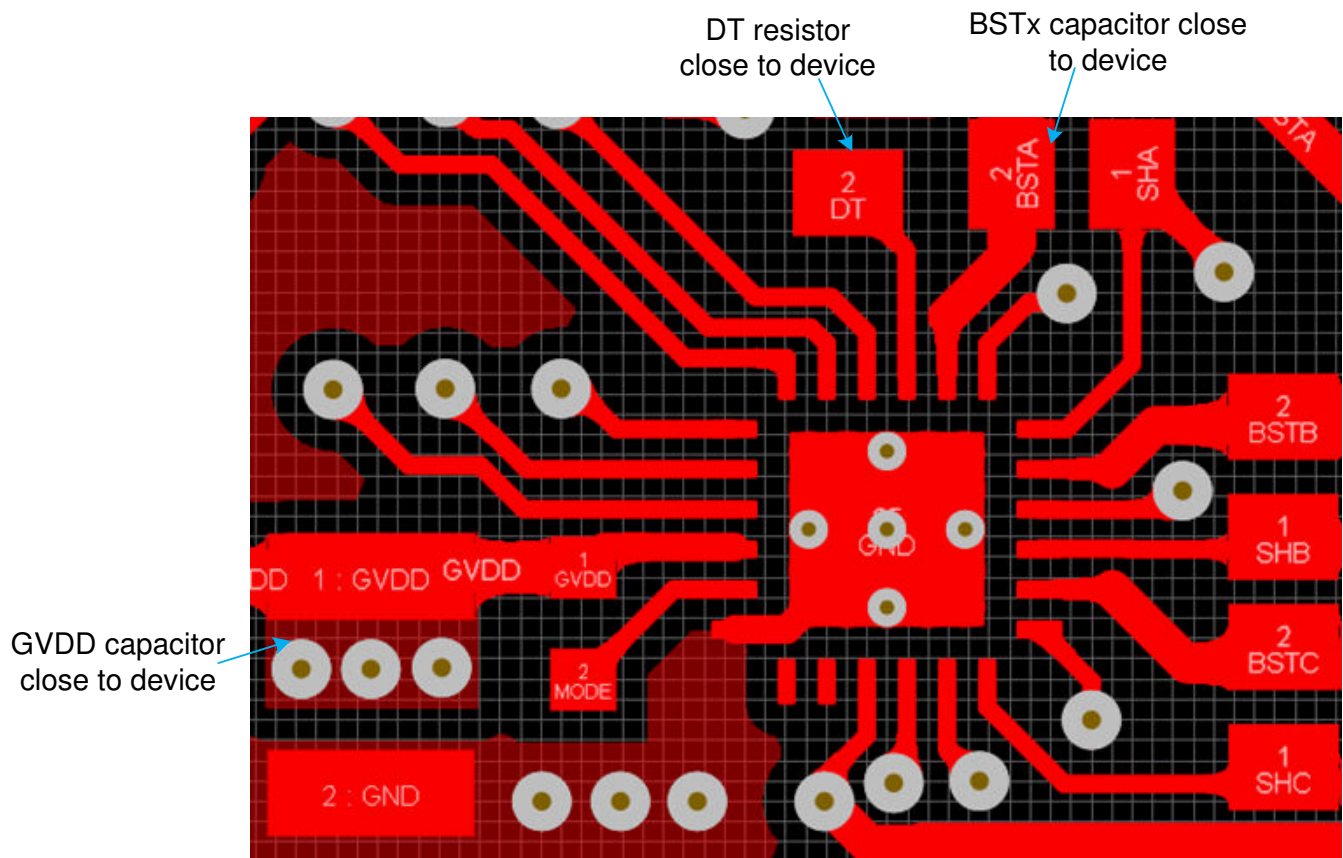 DT resistor
close to device
BSTx capacitor close
to device
2
DT
2
BSTA
1
SHA
STA
2
BSTB
GND
1
SHB
DD
1 : GVDD
GVDD
1
GVDD
GVDD capacitor
close to device
2
MODE
2
BSTC
1
SHC
2 : GND